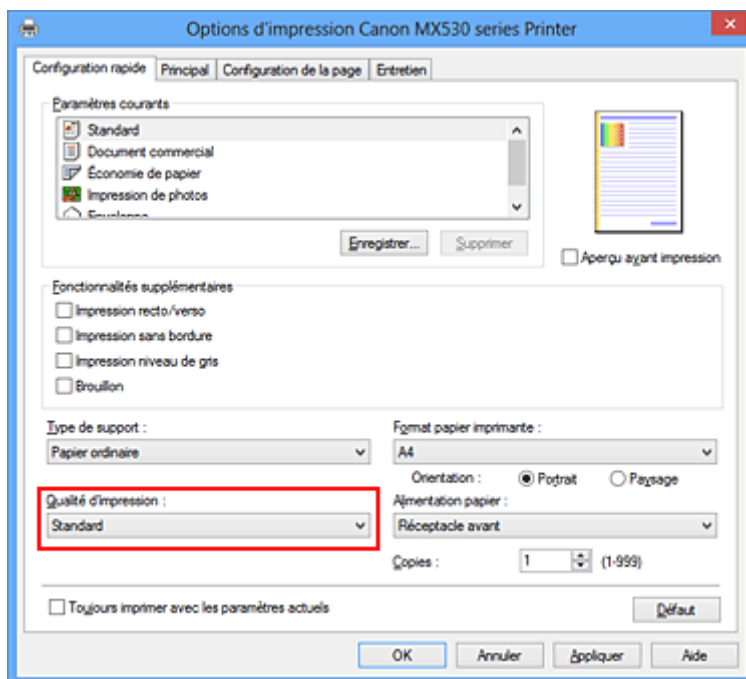 Options d'impression Canon MX530 series Printer
Configuration rapide
Principal
Configuration de la page
Entretien
Paramètres courants
Standard
Document commercial
Économie de papier
Impression de photos
Enveloppe
Enregistrer...
Supprimer
Aperçu avant impression
Fonctionnalités supplémentaires
Impression recto/verso
Impression sans bordure
Impression niveau de gris
Brouillon
Type de support :
Papier ordinaire
Format papier imprimante :
A4
Orientation :
Portrait
Paysage
Qualité d'impression :
Standard
Alimentation papier :
Réceptacle avant
Copies :
1
(1-999)
Toujours imprimer avec les paramètres actuels
Défaut
OK
Annuler
Appliquer
Aide